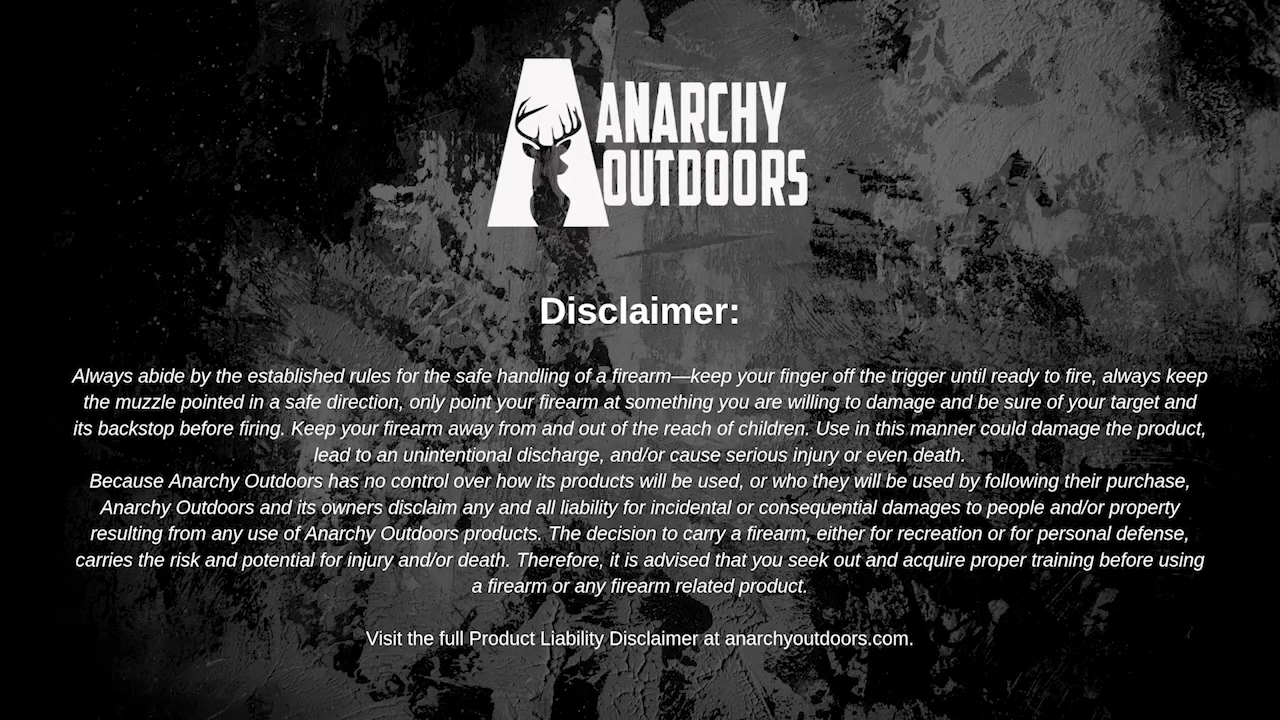 ANARCHY
OUTDOORS
Disclaimer:
Always abide by the established rules for the safe handling of a firearm—keep your finger off the trigger until ready to fire, always keep
the muzzle pointed in a safe direction, only point your firearm at something you are willing to damage and be sure of your target and
its backstop before firing. Keep your firearm away from and out of the reach of children. Use in this manner could damage the product,
lead to an unintentional discharge, and/or cause serious injury or even death.
Because Anarchy Outdoors has no control over how its products will be used, or who they will be used by following their purchase,
Anarchy Outdoors and its owners disclaim any and all liability for incidental or consequential damages to people and/or property
resulting from any use of Anarchy Outdoors products. The decision to carry a firearm, either for recreation or for personal defense,
carries the risk and potential for injury and/or death. Therefore, it is advised that you seek out and acquire proper training before using
a firearm or any firearm related product.
Visit the full Product Liability Disclaimer at anarchyoutdoors.com.